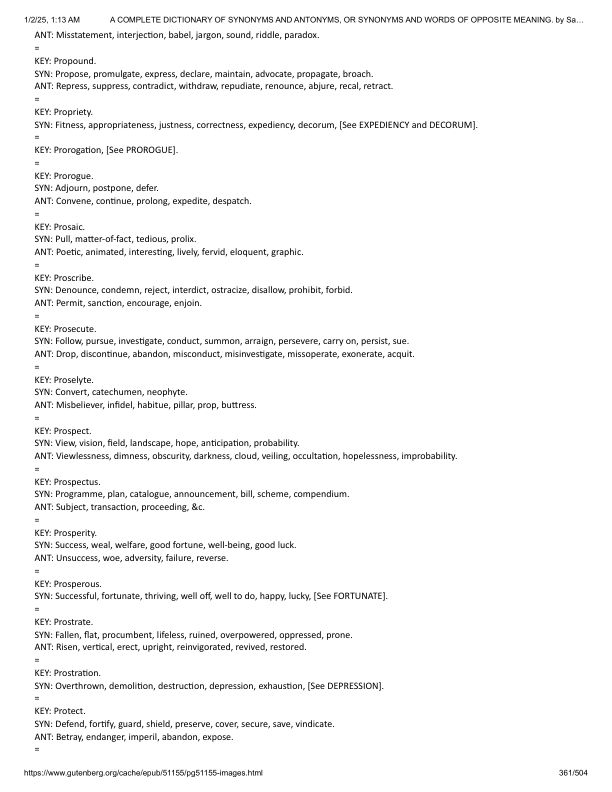 1/2/25, 1:13 AM A COMPLETE DICTIONARY OF SYNONYMS AND ANTONYMS, OR SYNONYMS AND WORDS OF OPPOSITE MEANING. by Sa…
ANT: Misstatement, interjection, babel, jargon, sound, riddle, paradox.
=
KEY: Propound.
SYN: Propose, promulgate, express, declare, maintain, advocate, propagate, broach.
ANT: Repress, suppress, contradict, withdraw, repudiate, renounce, abjure, recal, retract.
=
KEY: Propriety.
SYN: Fitness, appropriateness, justness, correctness, expediency, decorum, [See EXPEDIENCY and DECORUM].
=
KEY: Prorogation, [See PROROGUE].
=
KEY: Prorogue.
SYN: Adjourn, postpone, defer.
ANT: Convene, continue, prolong, expedite, despatch.
=
KEY: Prosaic.
SYN: Pull, matter-of-fact, tedious, prolix.
ANT: Poetic, animated, interesting, lively, fervid, eloquent, graphic.
=
KEY: Proscribe.
SYN: Denounce, condemn, reject, interdict, ostracize, disallow, prohibit, forbid.
ANT: Permit, sanction, encourage, enjoin.
=
KEY: Prosecute.
SYN: Follow, pursue, investigate, conduct, summon, arraign, persevere, carry on, persist, sue.
ANT: Drop, discontinue, abandon, misconduct, misinvestigate, missoperate, exonerate, acquit.
=
KEY: Proselyte.
SYN: Convert, catechumen, neophyte.
ANT: Misbeliever, infidel, habitue, pillar, prop, buttress.
=
KEY: Prospect.
SYN: View, vision, field, landscape, hope, anticipation, probability.
ANT: Viewlessness, dimness, obscurity, darkness, cloud, veiling, occultation, hopelessness, improbability.
=
KEY: Prospectus.
SYN: Programme, plan, catalogue, announcement, bill, scheme, compendium.
ANT: Subject, transaction, proceeding, &c.
=
KEY: Prosperity.
SYN: Success, weal, welfare, good fortune, well-being, good luck.
ANT: Unsuccess, woe, adversity, failure, reverse.
=
KEY: Prosperous.
SYN: Successful, fortunate, thriving, well off, well to do, happy, lucky, [See FORTUNATE].
=
KEY: Prostrate.
SYN: Fallen, flat, procumbent, lifeless, ruined, overpowered, oppressed, prone.
ANT: Risen, vertical, erect, upright, reinvigorated, revived, restored.
=
KEY: Prostration.
SYN: Overthrown, demolition, destruction, depression, exhaustion, [See DEPRESSION].
=
KEY: Protect.
SYN: Defend, fortify, guard, shield, preserve, cover, secure, save, vindicate.
ANT: Betray, endanger, imperil, abandon, expose.
=
https://www.gutenberg.org/cache/epub/51155/pg51155-images.html 361/504